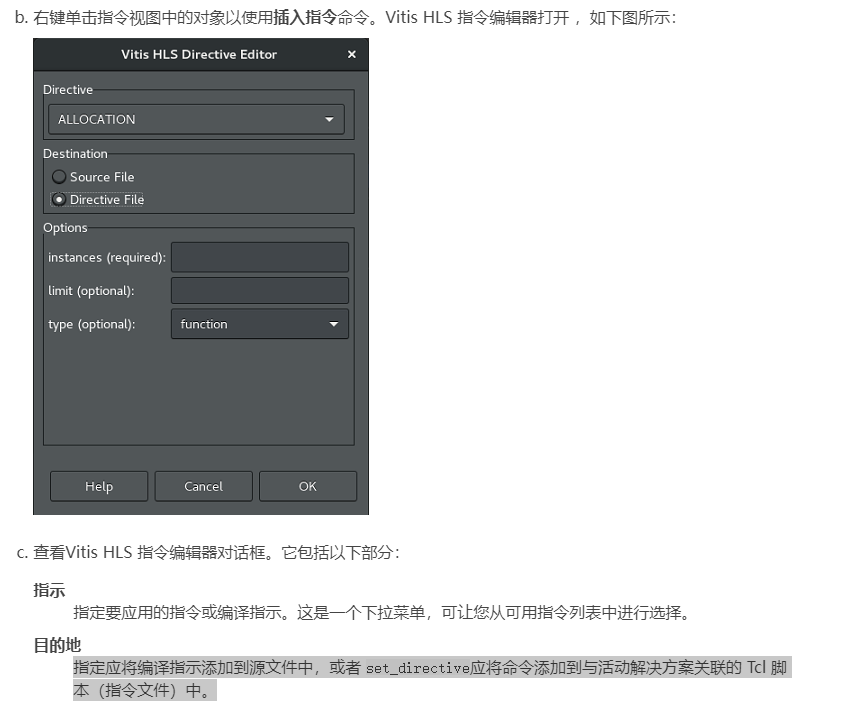 b. 右键单击指令视图中的对象以使用插入指令命令。Vitis HLS 指令编辑器打开 ，如下图所示：
Vitis HLS Directive Editor ×
Directive
ALLOCATION
Destination
Source File
Directive File
Options
instances (required):
limit (optional):
type (optional): function
Help Cancel OK
c. 查看Vitis HLS 指令编辑器对话框。它包括以下部分：
指示
指定要应用的指令或编译指示。这是一个下拉菜单，可让您从可用指令列表中进行选择。
目的地
指定应将编译指示添加到源文件中，或者 set_directive应将命令添加到与活动解决方案关联的 Tcl 脚
本（指令文件）中。